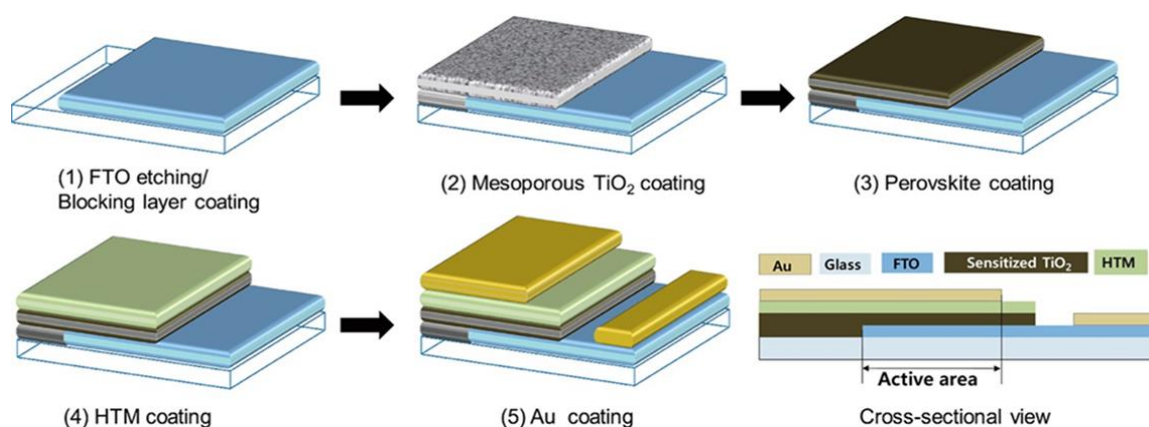 (1) FTO etching/
Blocking layer coating
(2) Mesoporous TiO₂ coating
(3) Perovskite coating
(4) HTM coating
(5) Au coating
Au
Glass
FTO
Sensitized TiO₂
HTM
Active area
Cross-sectional view